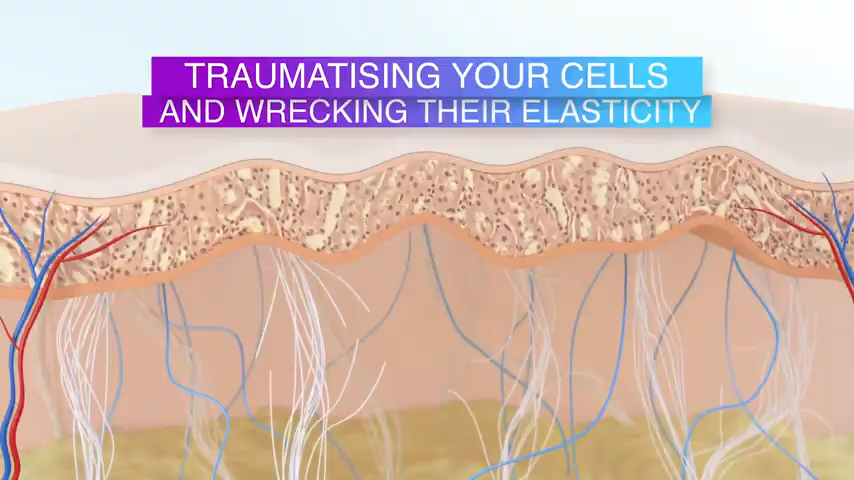 TRAUMATISING YOUR CELLS
AND WRECKING THEIR ELASTICITY